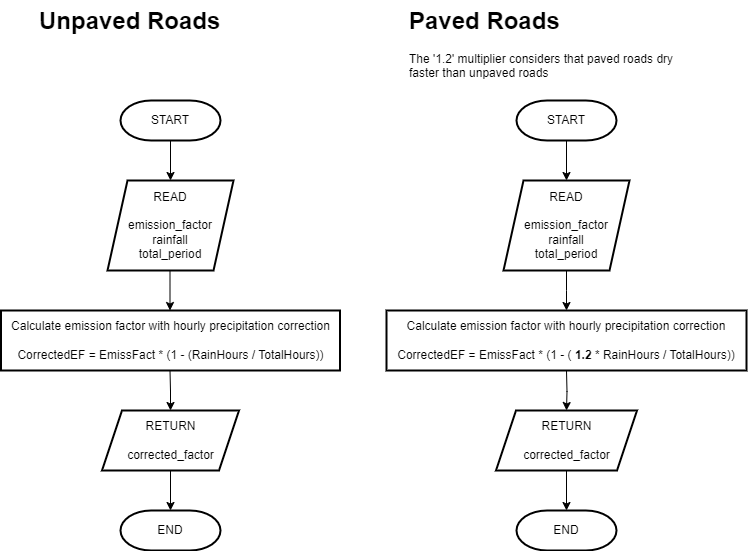 Unpaved Roads
START
READ
emission_factor
rainfall
total_period
Calculate emission factor with hourly precipitation correction
CorrectedEF = EmissFact * (1 - (RainHours / TotalHours))
RETURN
corrected_factor
END
Paved Roads
The '1.2' multiplier considers that paved roads dry
faster than unpaved roads
START
READ
emission_factor
rainfall
total_period
Calculate emission factor with hourly precipitation correction
CorrectedEF = EmissFact * (1 - ( 1.2 * RainHours / TotalHours))
RETURN
corrected_factor
END